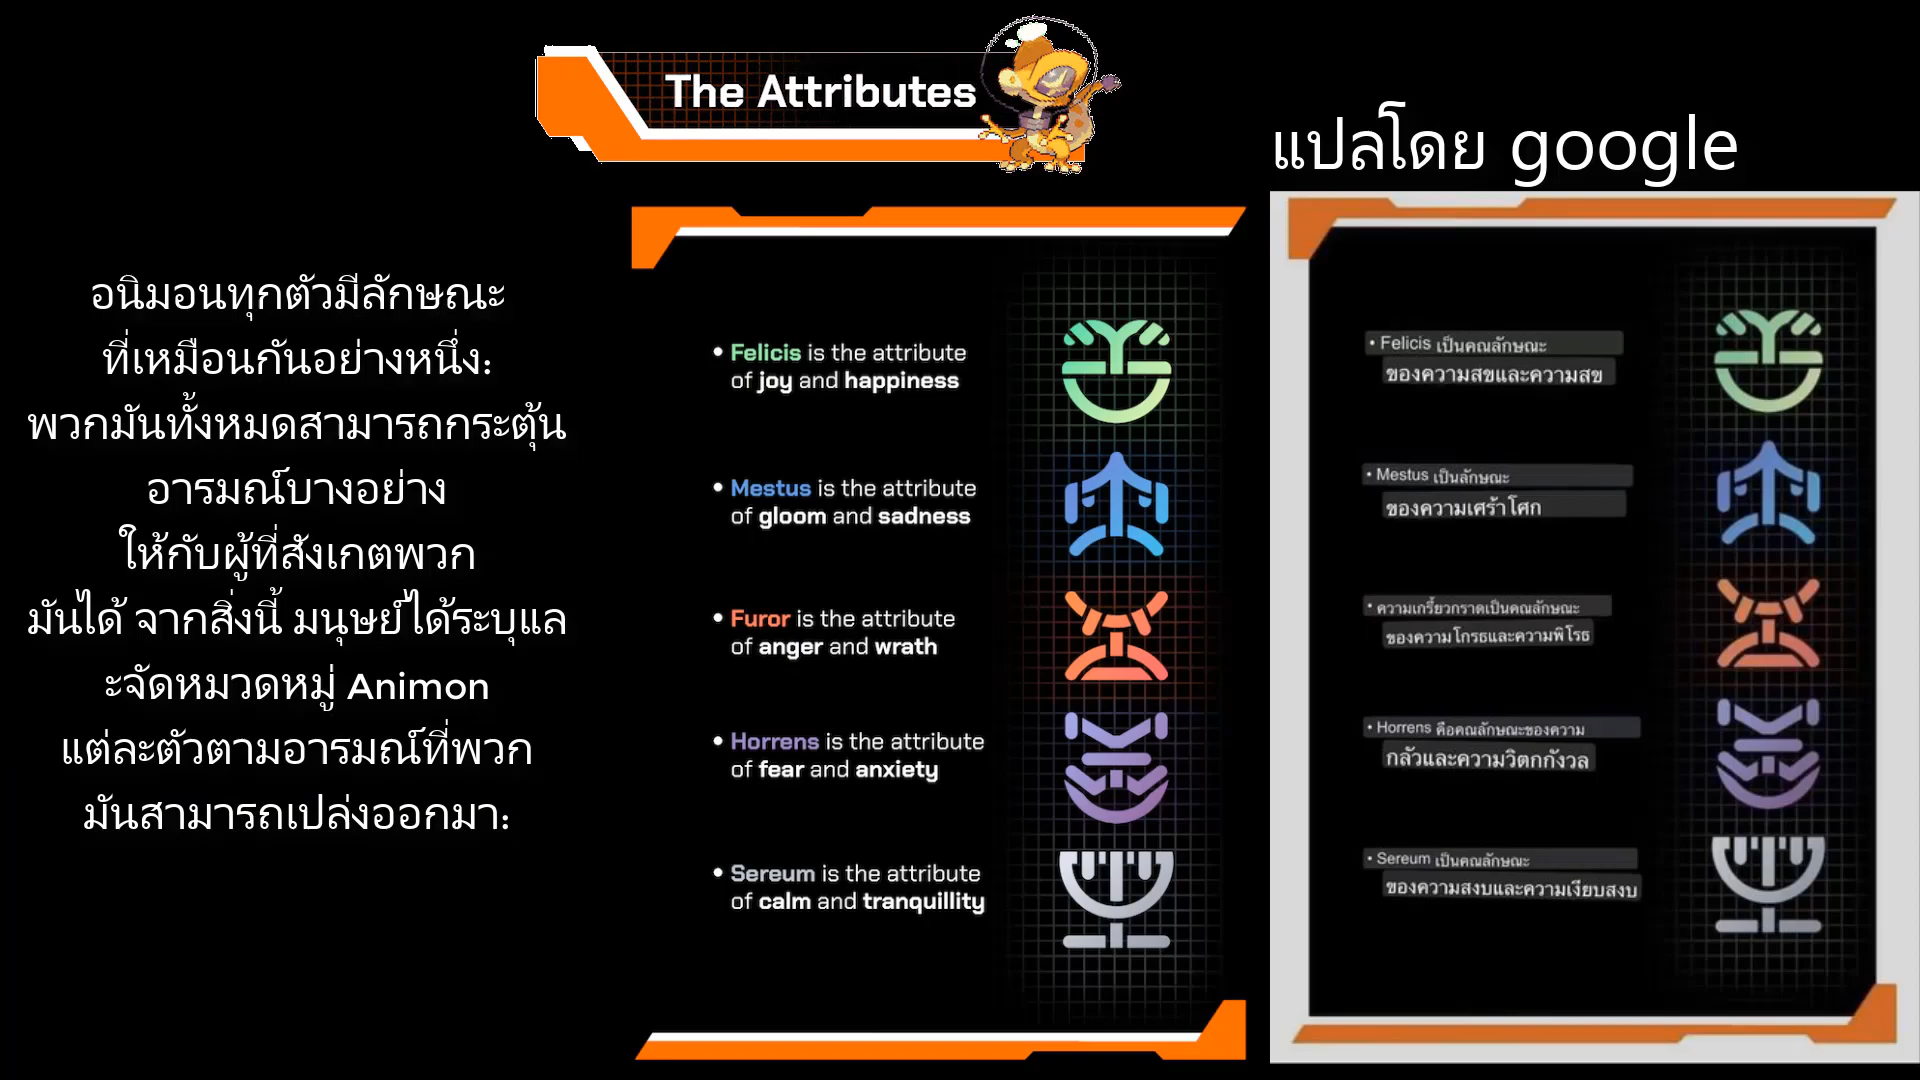 The Attributes
แปลโดย google
อนิมอนทุกตัวมีลักษณะ
ที่เหมือนกันอย่างหนึ่ง:
พวกมันทั้งหมดสามารถกระตุ้น
อารมณ์บางอย่าง
ให้กับผู้ที่สังเกตพวก
มันได้ จากสิ่งนี้ มนุษย์ได้ระบุแล
ะจัดหมวดหมู่ Animon
แต่ละตัวตามอารมณ์ที่พวก
มันสามารถเปล่งออกมา:
• Felicis is the attribute
of joy and happiness
• Mestus is the attribute
of gloom and sadness
• Furor is the attribute
of anger and wrath
• Horrens is the attribute
of fear and anxiety
• Sereum is the attribute
of calm and tranquillity
• Felicis เป็นคุณลักษณะ
ของความสุขและความสุข
• Mestus เป็นลักษณะ
ของความเศร้าโศก
• ความเกรี้ยวกราดเป็นคุณลักษณะ
ของความโกรธและความพิโรธ
• Horrens คือคุณลักษณะของความ
กลัวและความวิตกกังวล
• Sereum เป็นคุณลักษณะ
ของความสงบและความเงียบสงบ